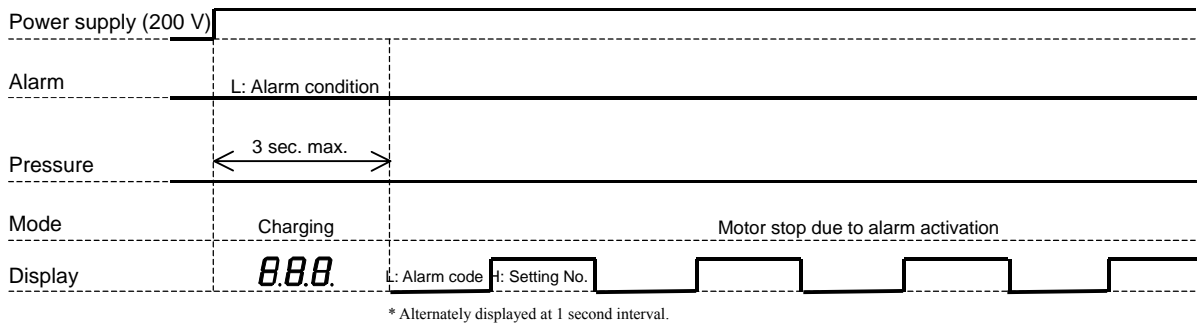 Power supply (200 V)
Alarm
L: Alarm condition
3 sec. max.
Pressure
Mode
Charging
Motor stop due to alarm activation
Display
8.8.8.
L: Alarm code
H: Setting No.
* Alternately displayed at 1 second interval.